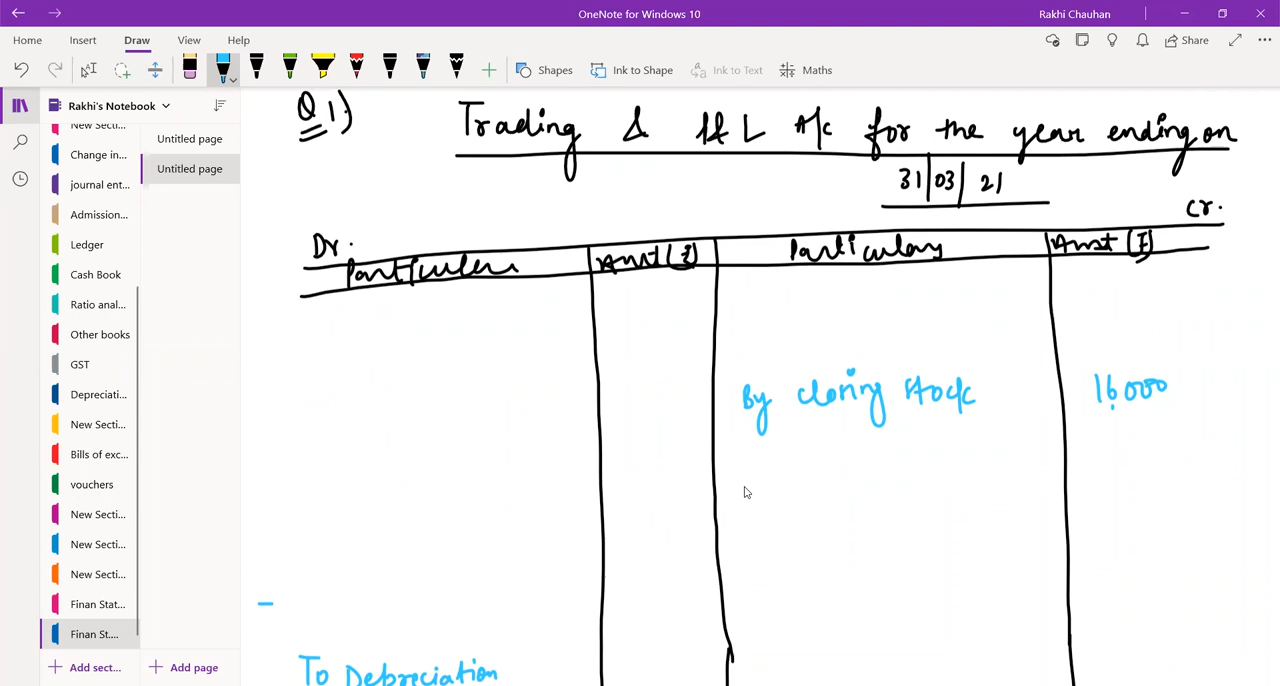 OneNote for Windows 10
Rakhi Chauhan
Home Insert Draw View Help
Share
Shapes Ink to Shape Ink to Text Maths
Rakhi's Notebook
New Secti...
Change in...
journal ent...
Admission...
Ledger
Cash Book
Ratio anal...
Other books
GST
Depreciati...
New Secti...
Bills of exc...
vouchers
New Secti...
New Secti...
New Secti...
Finan Stat...
Finan St....
Add sect...
Untitled page
Untitled page
Add page
Q 1)
Trading & P&L A/c for the year ending on
31/03/21
Dr.
Cr.
Particulars Amt (₹) Particulars Amt (₹)
By closing stock 16000
To Depreciation